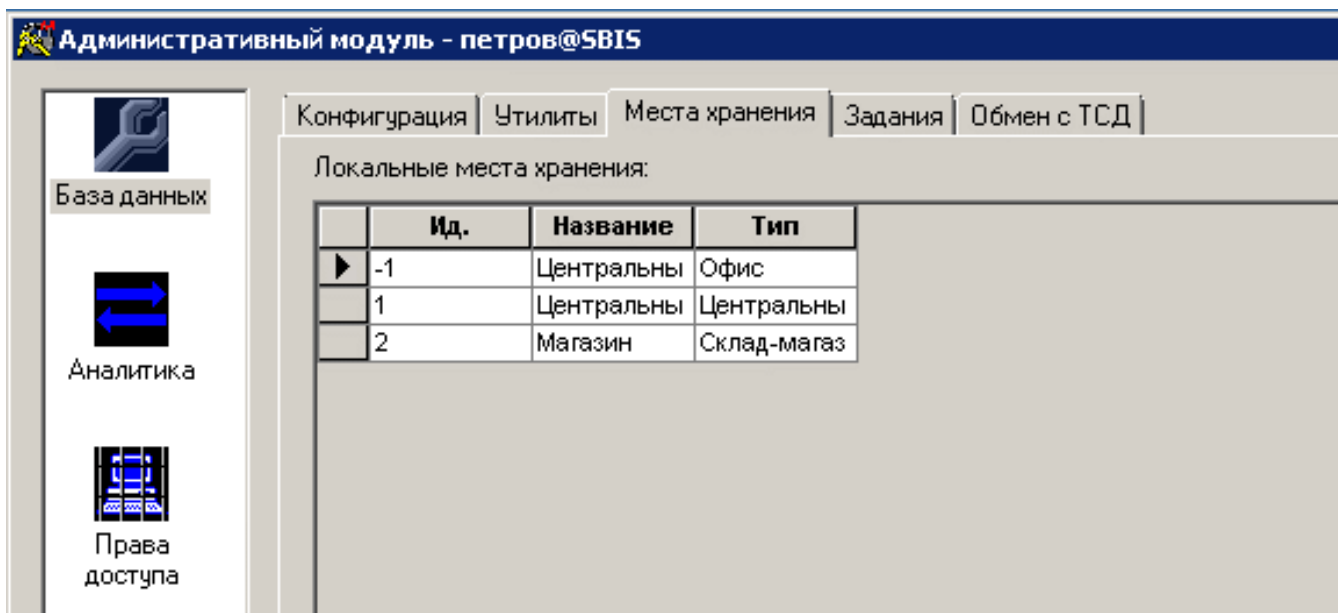 Административный модуль - петров@SBIS
Конфигурация Утилиты Места хранения Задания Обмен с ТСД
Локальные места хранения:
База данных
Ид. Название Тип
-1 Центральны Офис
1 Центральны Центральны
2 Магазин Склад-магаз
Аналитика
Права
доступа